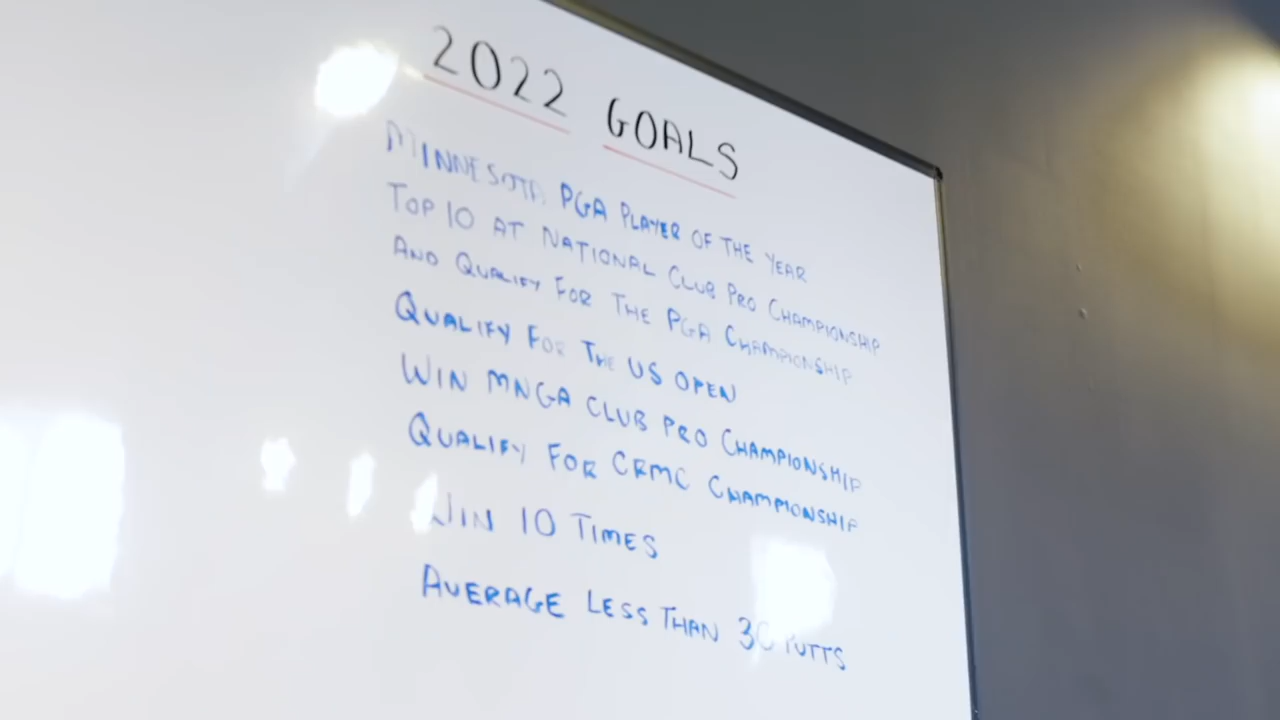 2022 GOALS
MINNESOTA PGA PLAYER OF THE YEAR
TOP 10 AT NATIONAL CLUB PRO CHAMPIONSHIP
AND QUALIFY FOR THE PGA CHAMPIONSHIP
QUALIFY FOR THE US OPEN
WIN MNGA CLUB PRO CHAMPIONSHIP
QUALIFY FOR CRMC CHAMPIONSHIP
WIN 10 TIMES
AVERAGE LESS THAN 30 PUTTS